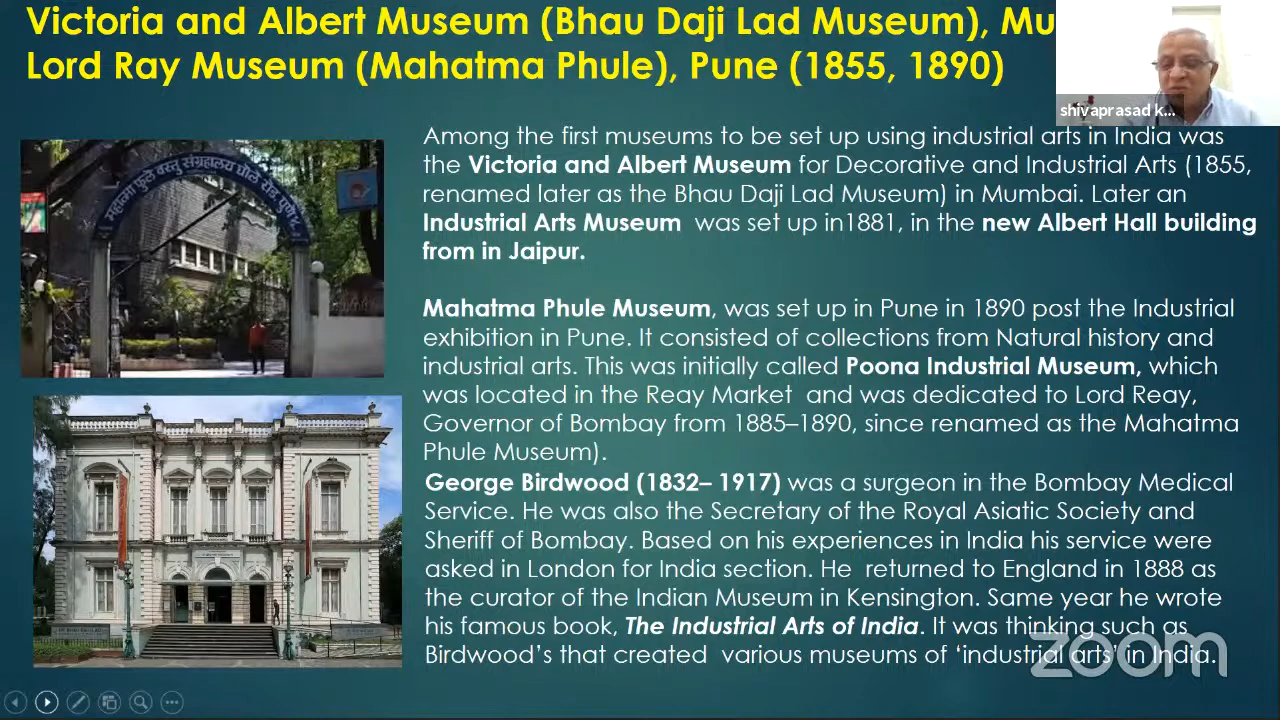 Victoria and Albert Museum (Bhau Daji Lad Museum), Mu
Lord Ray Museum (Mahatma Phule), Pune (1855, 1890)
shivaprasad k...
महात्मा फुले वस्तु संग्रहालय घोले रोड, पुणे
Among the first museums to be set up using industrial arts in India was
the Victoria and Albert Museum for Decorative and Industrial Arts (1855,
renamed later as the Bhau Daji Lad Museum) in Mumbai. Later an
Industrial Arts Museum was set up in1881, in the new Albert Hall building
from in Jaipur.
Mahatma Phule Museum, was set up in Pune in 1890 post the Industrial
exhibition in Pune. It consisted of collections from Natural history and
industrial arts. This was initially called Poona Industrial Museum, which
was located in the Reay Market and was dedicated to Lord Reay,
Governor of Bombay from 1885–1890, since renamed as the Mahatma
Phule Museum).
George Birdwood (1832– 1917) was a surgeon in the Bombay Medical
Service. He was also the Secretary of the Royal Asiatic Society and
Sheriff of Bombay. Based on his experiences in India his service were
asked in London for India section. He returned to England in 1888 as
the curator of the Indian Museum in Kensington. Same year he wrote
his famous book, The Industrial Arts of India. It was thinking such as
Birdwood’s that created various museums of ‘industrial arts’ in India.
zoom